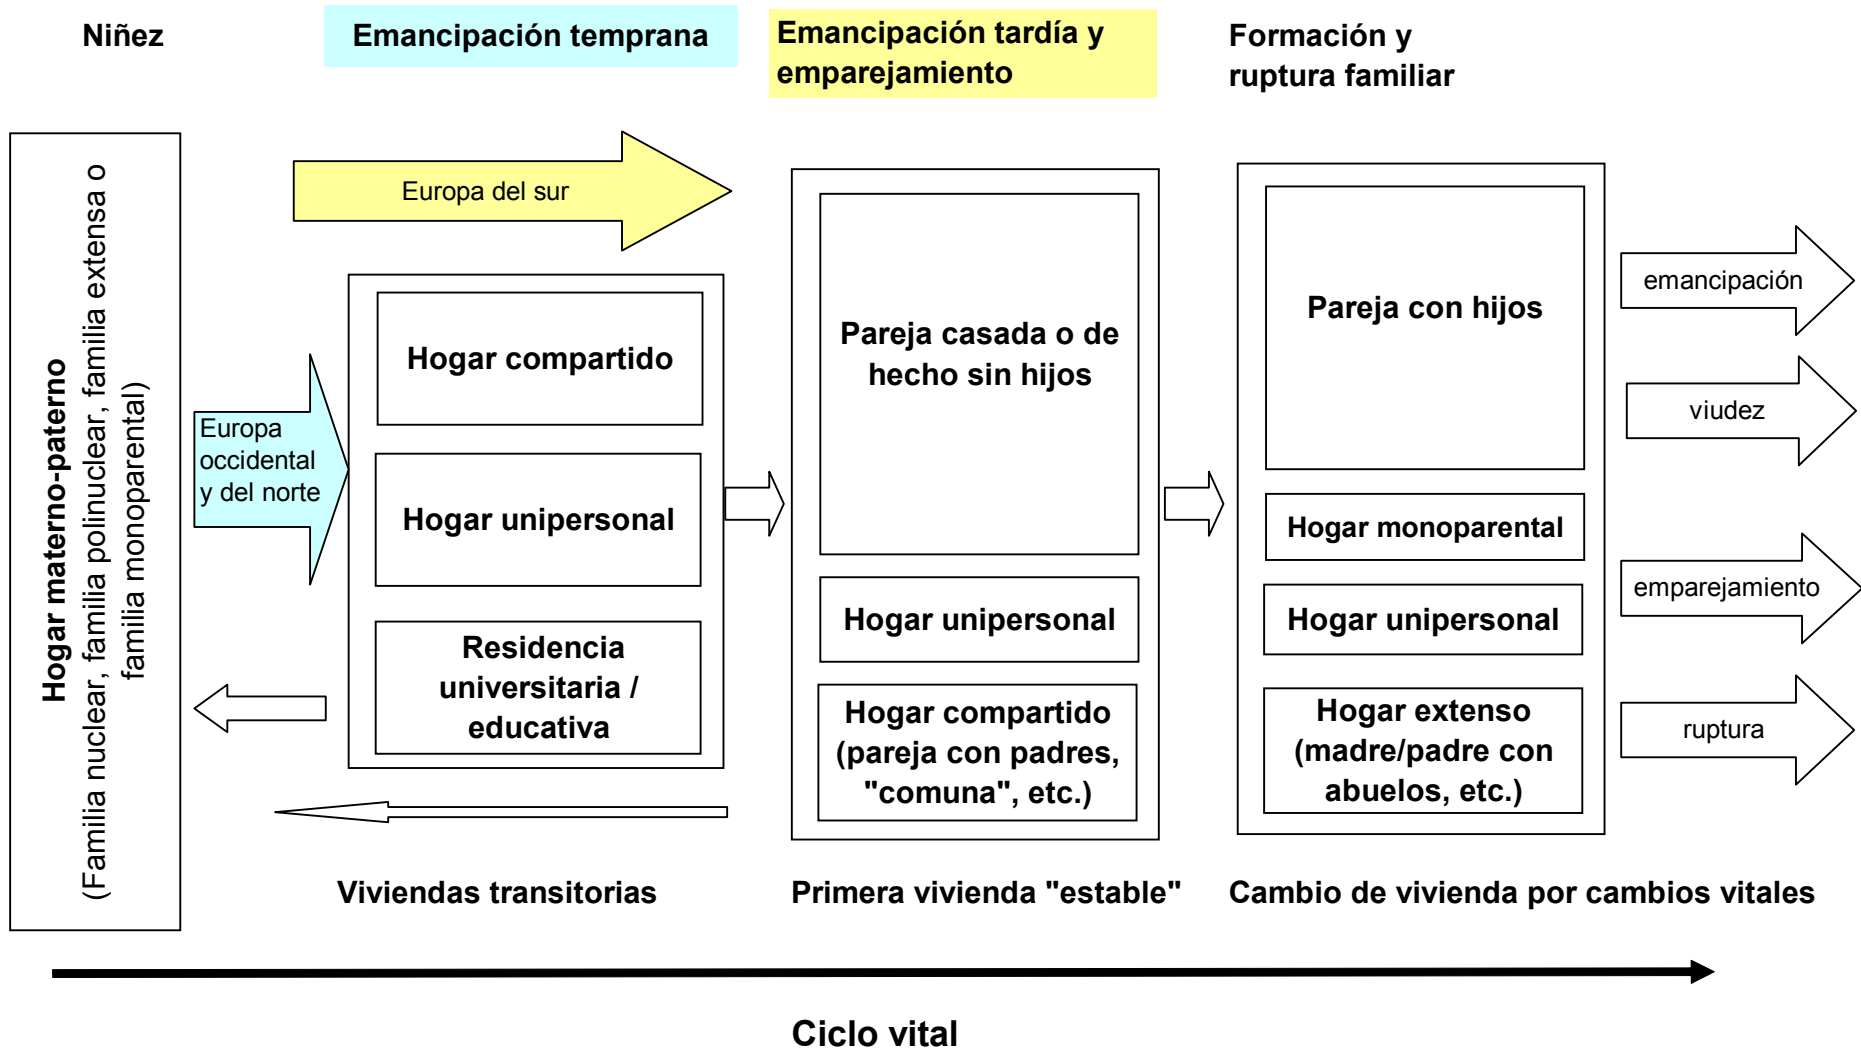 Niñez
Emancipación temprana
Emancipación tardía y
emparejamiento
Formación y
ruptura familiar
Hogar materno-paterno
(Familia nuclear, familia polinuclear, familia extensa o
familia monoparental)
Europa del sur
Europa
occidental
y del norte
Hogar compartido
Hogar unipersonal
Residencia
universitaria /
educativa
Pareja casada o de
hecho sin hijos
Hogar unipersonal
Hogar compartido
(pareja con padres,
"comuna", etc.)
Pareja con hijos
Hogar monoparental
Hogar unipersonal
Hogar extenso
(madre/padre con
abuelos, etc.)
emancipación
viudez
emparejamiento
ruptura
Viviendas transitorias
Primera vivienda "estable"
Cambio de vivienda por cambios vitales
Ciclo vital